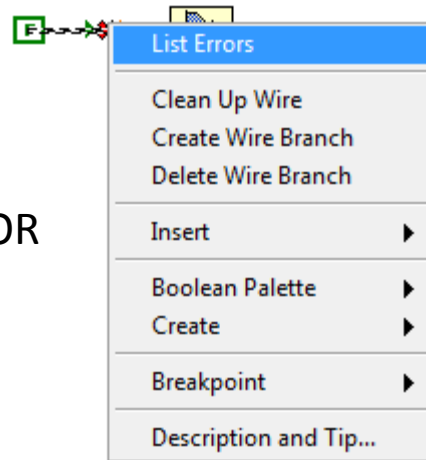 F
List Errors
Clean Up Wire
Create Wire Branch
Delete Wire Branch
OR
Insert
Boolean Palette
Create
Breakpoint
Description and Tip...